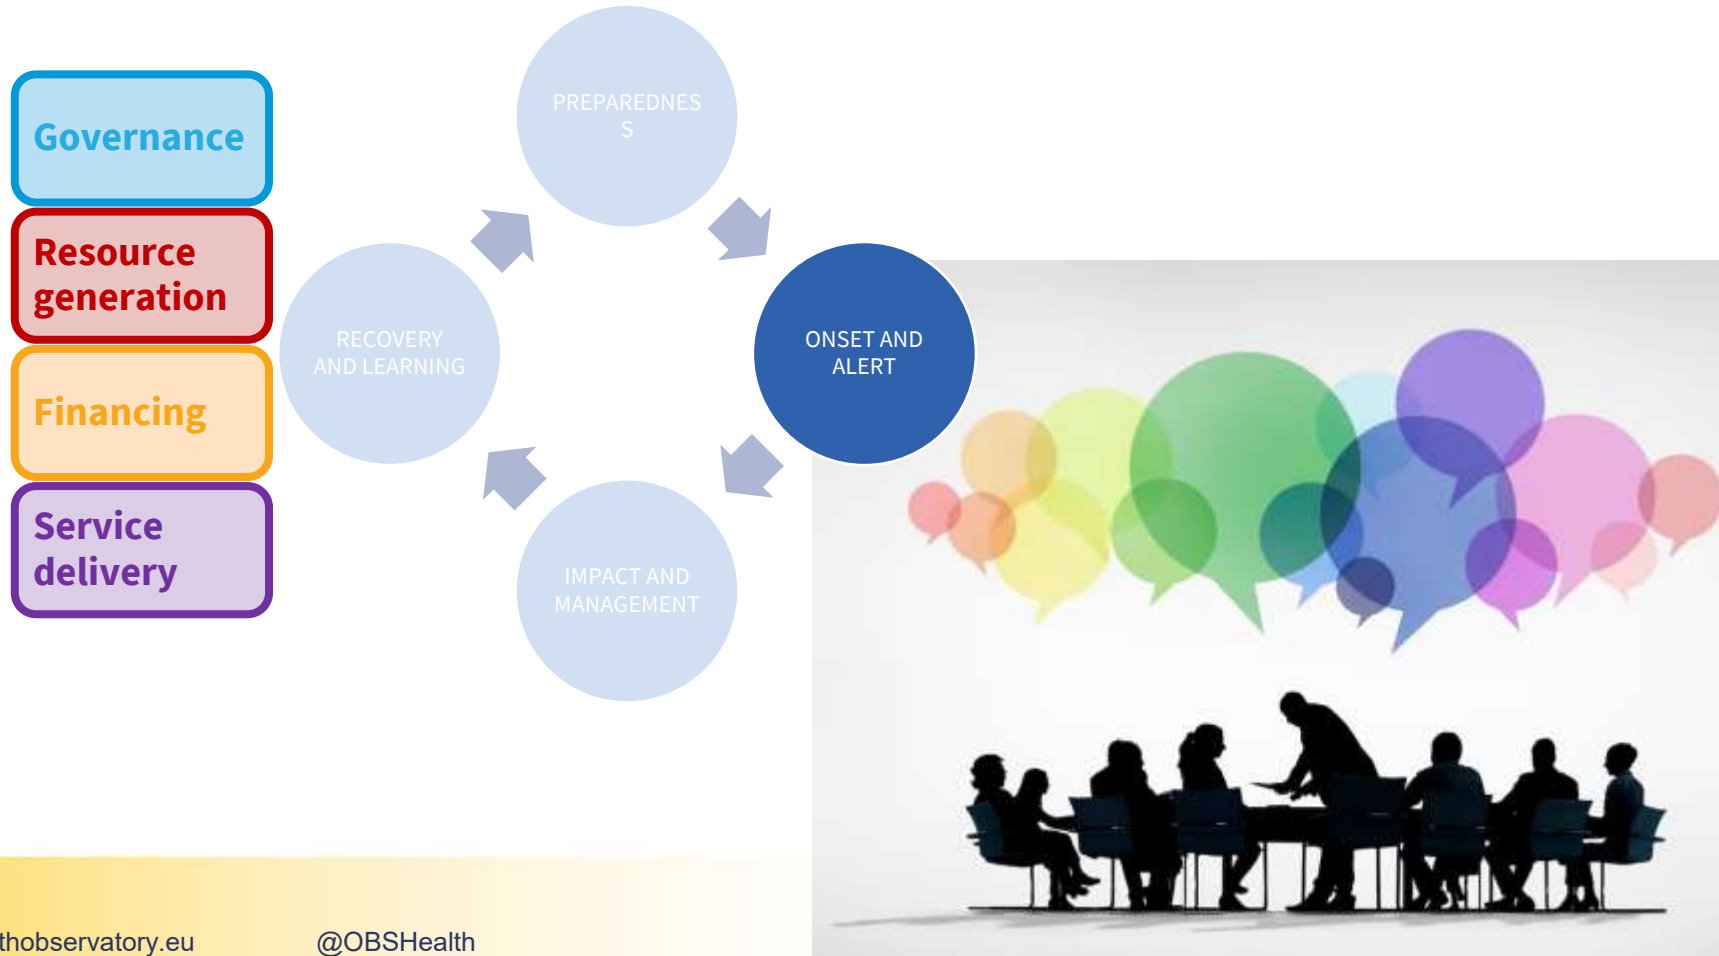 Governance
Resource
generation
Financing
Service
delivery
PREPAREDNES
S
ONSET AND
ALERT
IMPACT AND
MANAGEMENT
RECOVERY
AND LEARNING
thobservatory.eu
@OBSHealth